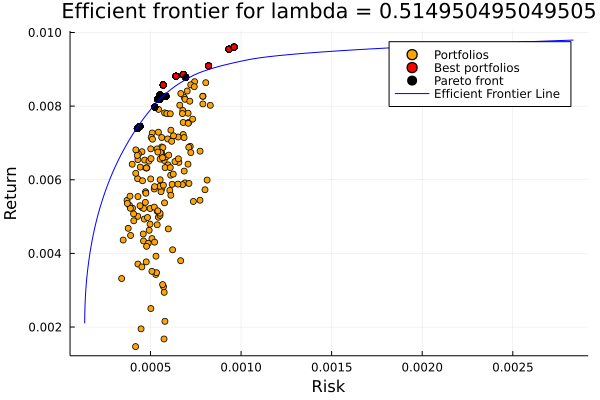 Efficient frontier for lambda = 0.514950495049505
0.010
0.008
0.006
0.004
0.002
Return
Portfolios
Best portfolios
Pareto front
Efficient Frontier Line
0.0005
0.0010
0.0015
0.0020
0.0025
Risk